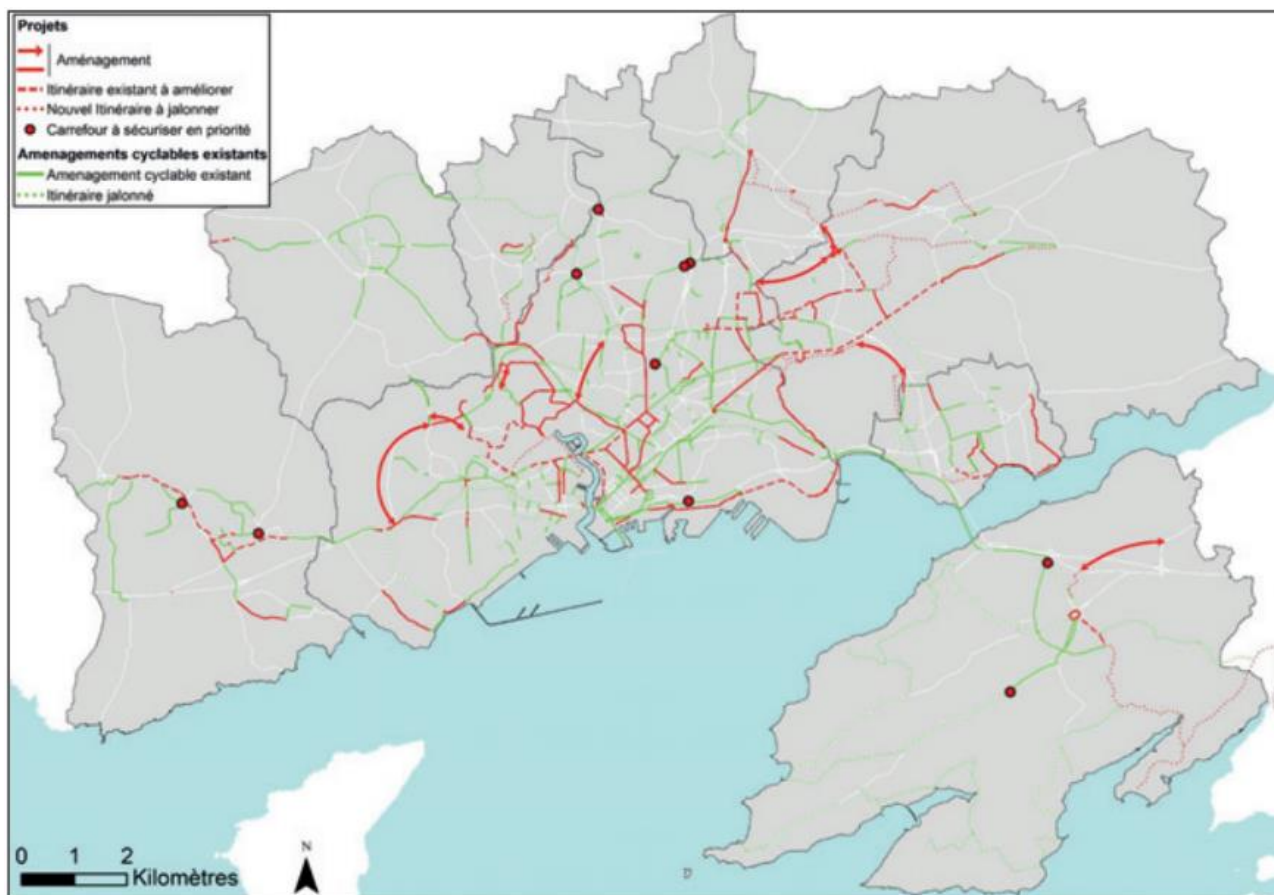 Projets
Aménagement
Itinéraire existant à améliorer
Nouvel Itinéraire à jalonner
Carrefour à sécuriser en priorité
Amenagements cyclables existants
Amenagement cyclable existant
Itinéraire jalonné
N
0 1 2
Kilomètres